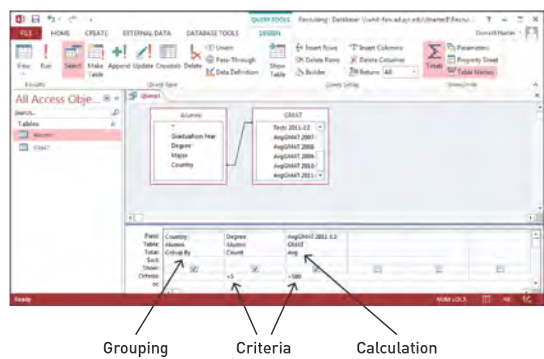 QUERY TOOLS
FILE HOME CREATE EXTERNAL DATA DATABASE TOOLS DESIGN
View Run Select Make Table Append Update Crosstab Delete
Union
Pass-Through
Data Definition
Show Table
Insert Rows
Delete Rows
Builder
Insert Columns
Delete Columns
Return: All
Totals
Parameters
Property Sheet
Table Names
Results Query Type Query Setup
All Access Obje...
Search...
Tables
Alumni
GMAT
Query1
Alumni
*
Graduation Year
Degree
Major
Country
GMAT
Tests 2011-12
AvgGMAT 2007-
AvgGMAT 2008-
AvgGMAT 2009-
AvgGMAT 2010-
AvgGMAT 2011-
Field: Country Degree AvgGMAT 2011-12
Table: Alumni Alumni GMAT
Total: Group By Count Avg
Sort:
Show:
Criteria: >5 >500
or:
Ready NUM LOCK
Grouping Criteria Calculation